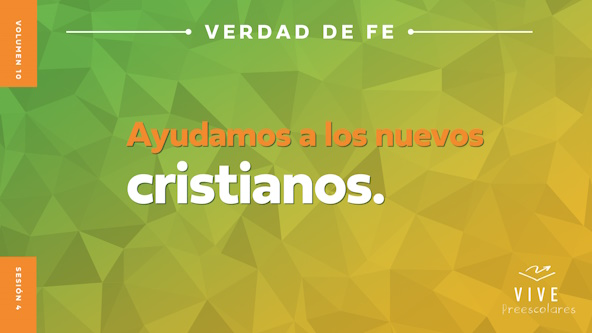 VOLUMEN 10
VERDAD DE FE
Ayudamos a los nuevos
cristianos.
SESIÓN 4
VIVE
Preescolares